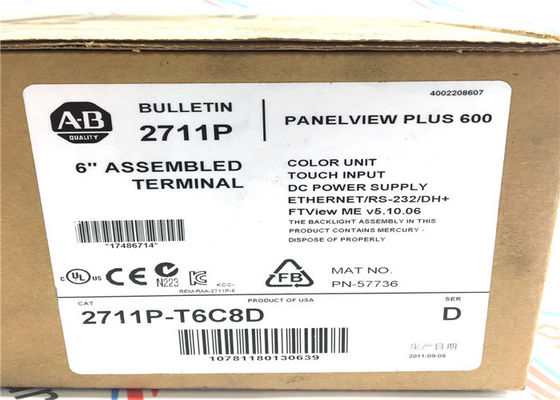 4002208607
A-B
QUALITY
BULLETIN
2711P
PANELVIEW PLUS 600
6" ASSEMBLED
TERMINAL
COLOR UNIT
TOUCH INPUT
DC POWER SUPPLY
ETHERNET/RS-232/DH+
FTView ME v5.10.06
THE BACKLIGHT ASSEMBLY IN THIS
PRODUCT CONTAINS MERCURY -
DISPOSE OF PROPERLY
"17486714"
c UL US CE N223 KCC-
REM-RAA-2711P-6
FB
MAT NO.
PN-57736
CAT
PRODUCT OF USA
SER
2711P-T6C8D
D
10781180130639
生产日期
2011/09/08